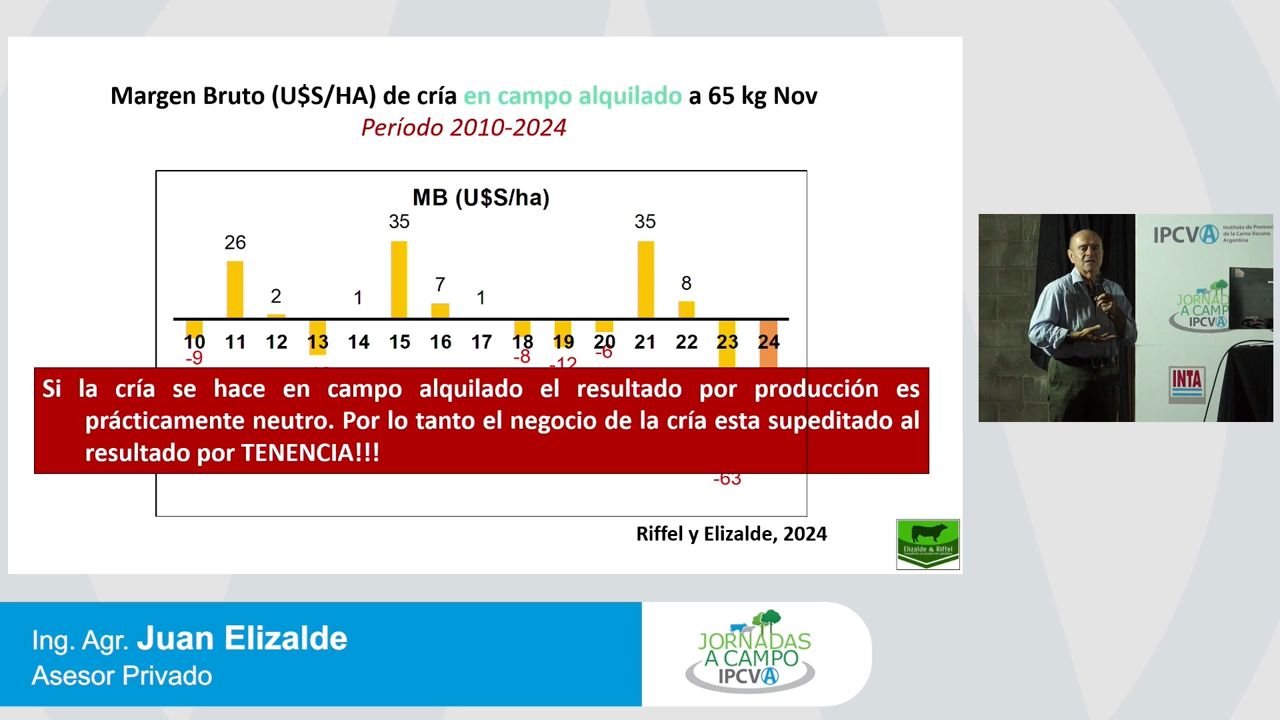 Margen Bruto (U$S/HA) de cría en campo alquilado a 65 kg Nov
Período 2010-2024
MB (U$S/ha)
35
35
26
7
8
2
1
1
10 11 12 13 14 15 16 17 18 19 20 21 22 23 24
-9
-8
-12
-6
Si la cría se hace en campo alquilado el resultado por producción es
prácticamente neutro. Por lo tanto el negocio de la cría esta supeditado al
resultado por TENENCIA!!!
-63
Riffel y Elizalde, 2024
Elizalde & Riffel
IPCVA
Instituto de Promoc
de la Carne Vacuna
Argentina
JORNAD
A CAMP
IPCVA
INTA
Ing. Agr. Juan Elizalde
Asesor Privado
JORNADAS
A CAMPO
IPCVA